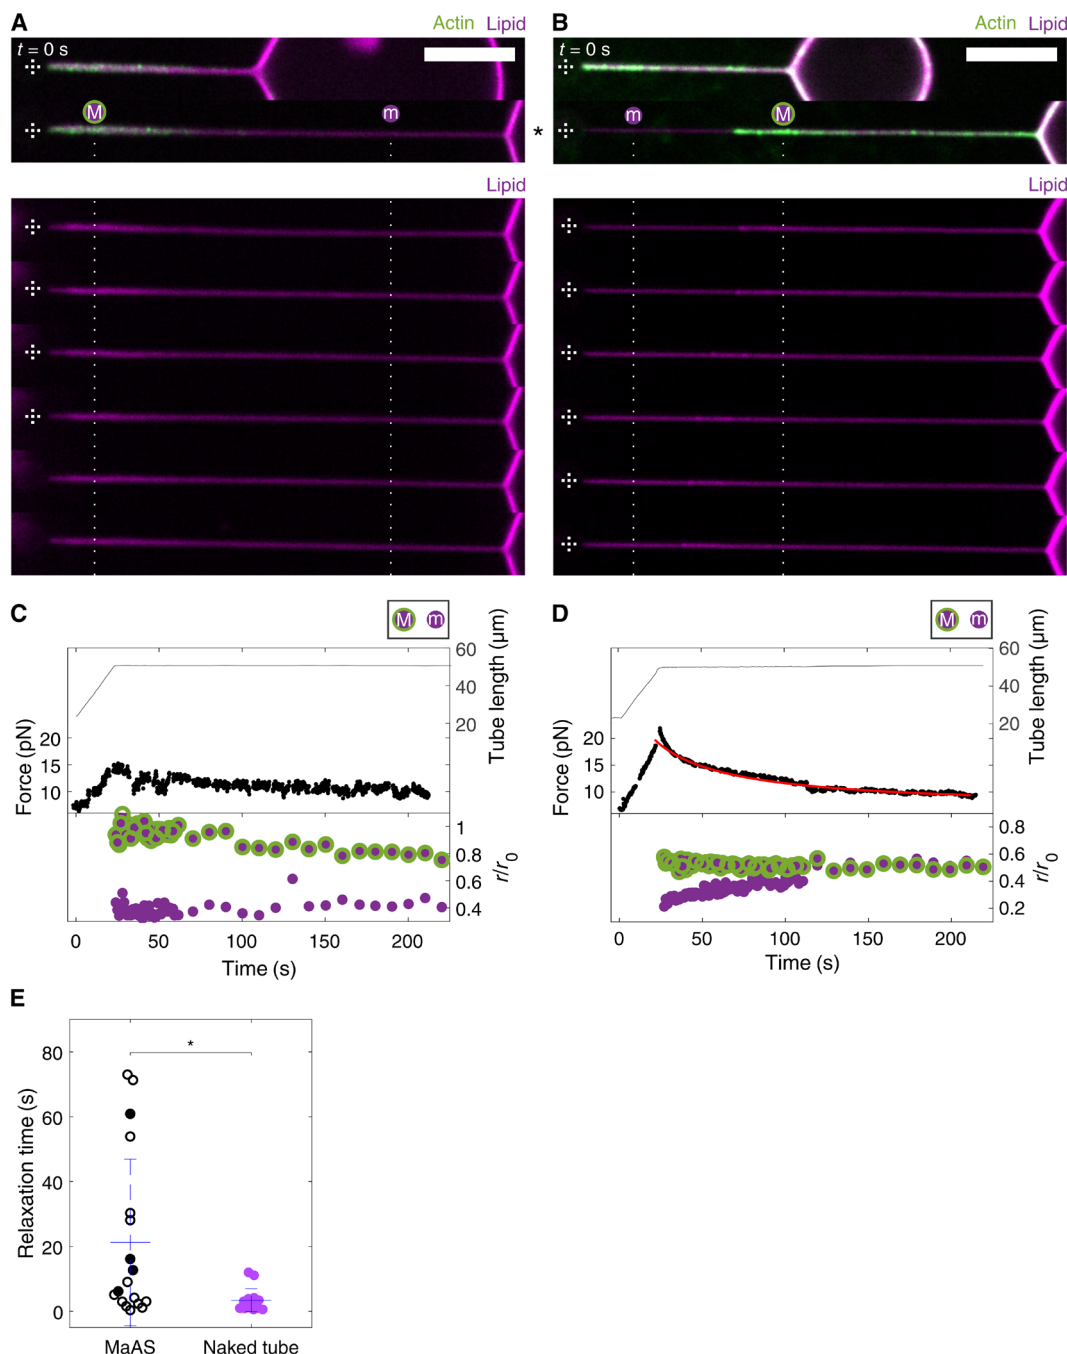 A
Actin Lipid
t = 0 s
M
m
Lipid
B
Actin Lipid
t = 0 s
*
m
M
Lipid
C
M m
Force (pN)
20
15
10
Tube length (µm)
60
40
20
r/r0
1
0.8
0.6
0.4
0 50 100 150 200
Time (s)
D
M m
Force (pN)
20
15
10
Tube length (µm)
60
40
20
r/r0
0.8
0.6
0.4
0.2
0 50 100 150 200
Time (s)
E
Relaxation time (s)
80
60
40
20
0
*
MaAS Naked tube